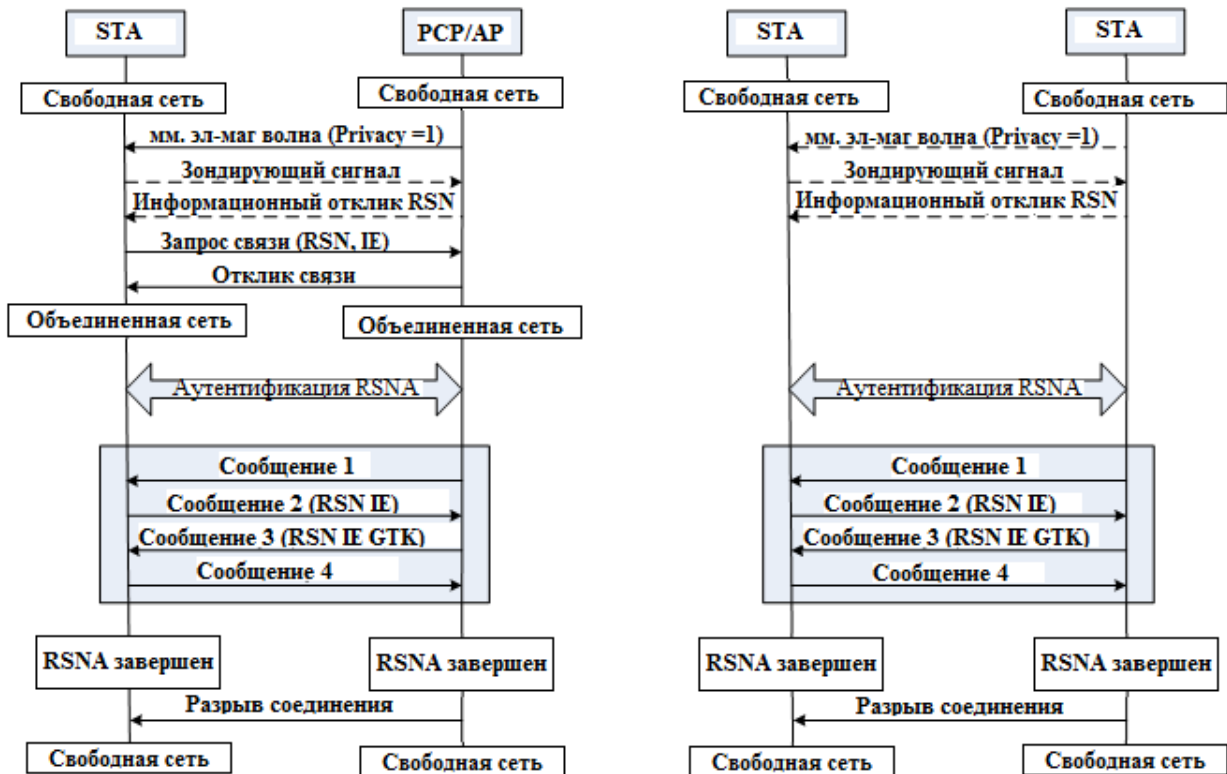 STA
PCP/AP
Свободная сеть
Свободная сеть
мм. эл-маг волна (Privacy =1)
Зондирующий сигнал
Информационный отклик RSN
Запрос связи (RSN, IE)
Отклик связи
Объединенная сеть
Объединенная сеть
Аутентификация RSNA
Сообщение 1
Сообщение 2 (RSN IE)
Сообщение 3 (RSN IE GTK)
Сообщение 4
RSNA завершен
RSNA завершен
Разрыв соединения
Свободная сеть
Свободная сеть
STA
STA
Свободная сеть
Свободная сеть
мм. эл-маг волна (Privacy =1)
Зондирующий сигнал
Информационный отклик RSN
Аутентификация RSNA
Сообщение 1
Сообщение 2 (RSN IE)
Сообщение 3 (RSN IE GTK)
Сообщение 4
RSNA завершен
RSNA завершен
Разрыв соединения
Свободная сеть
Свободная сеть